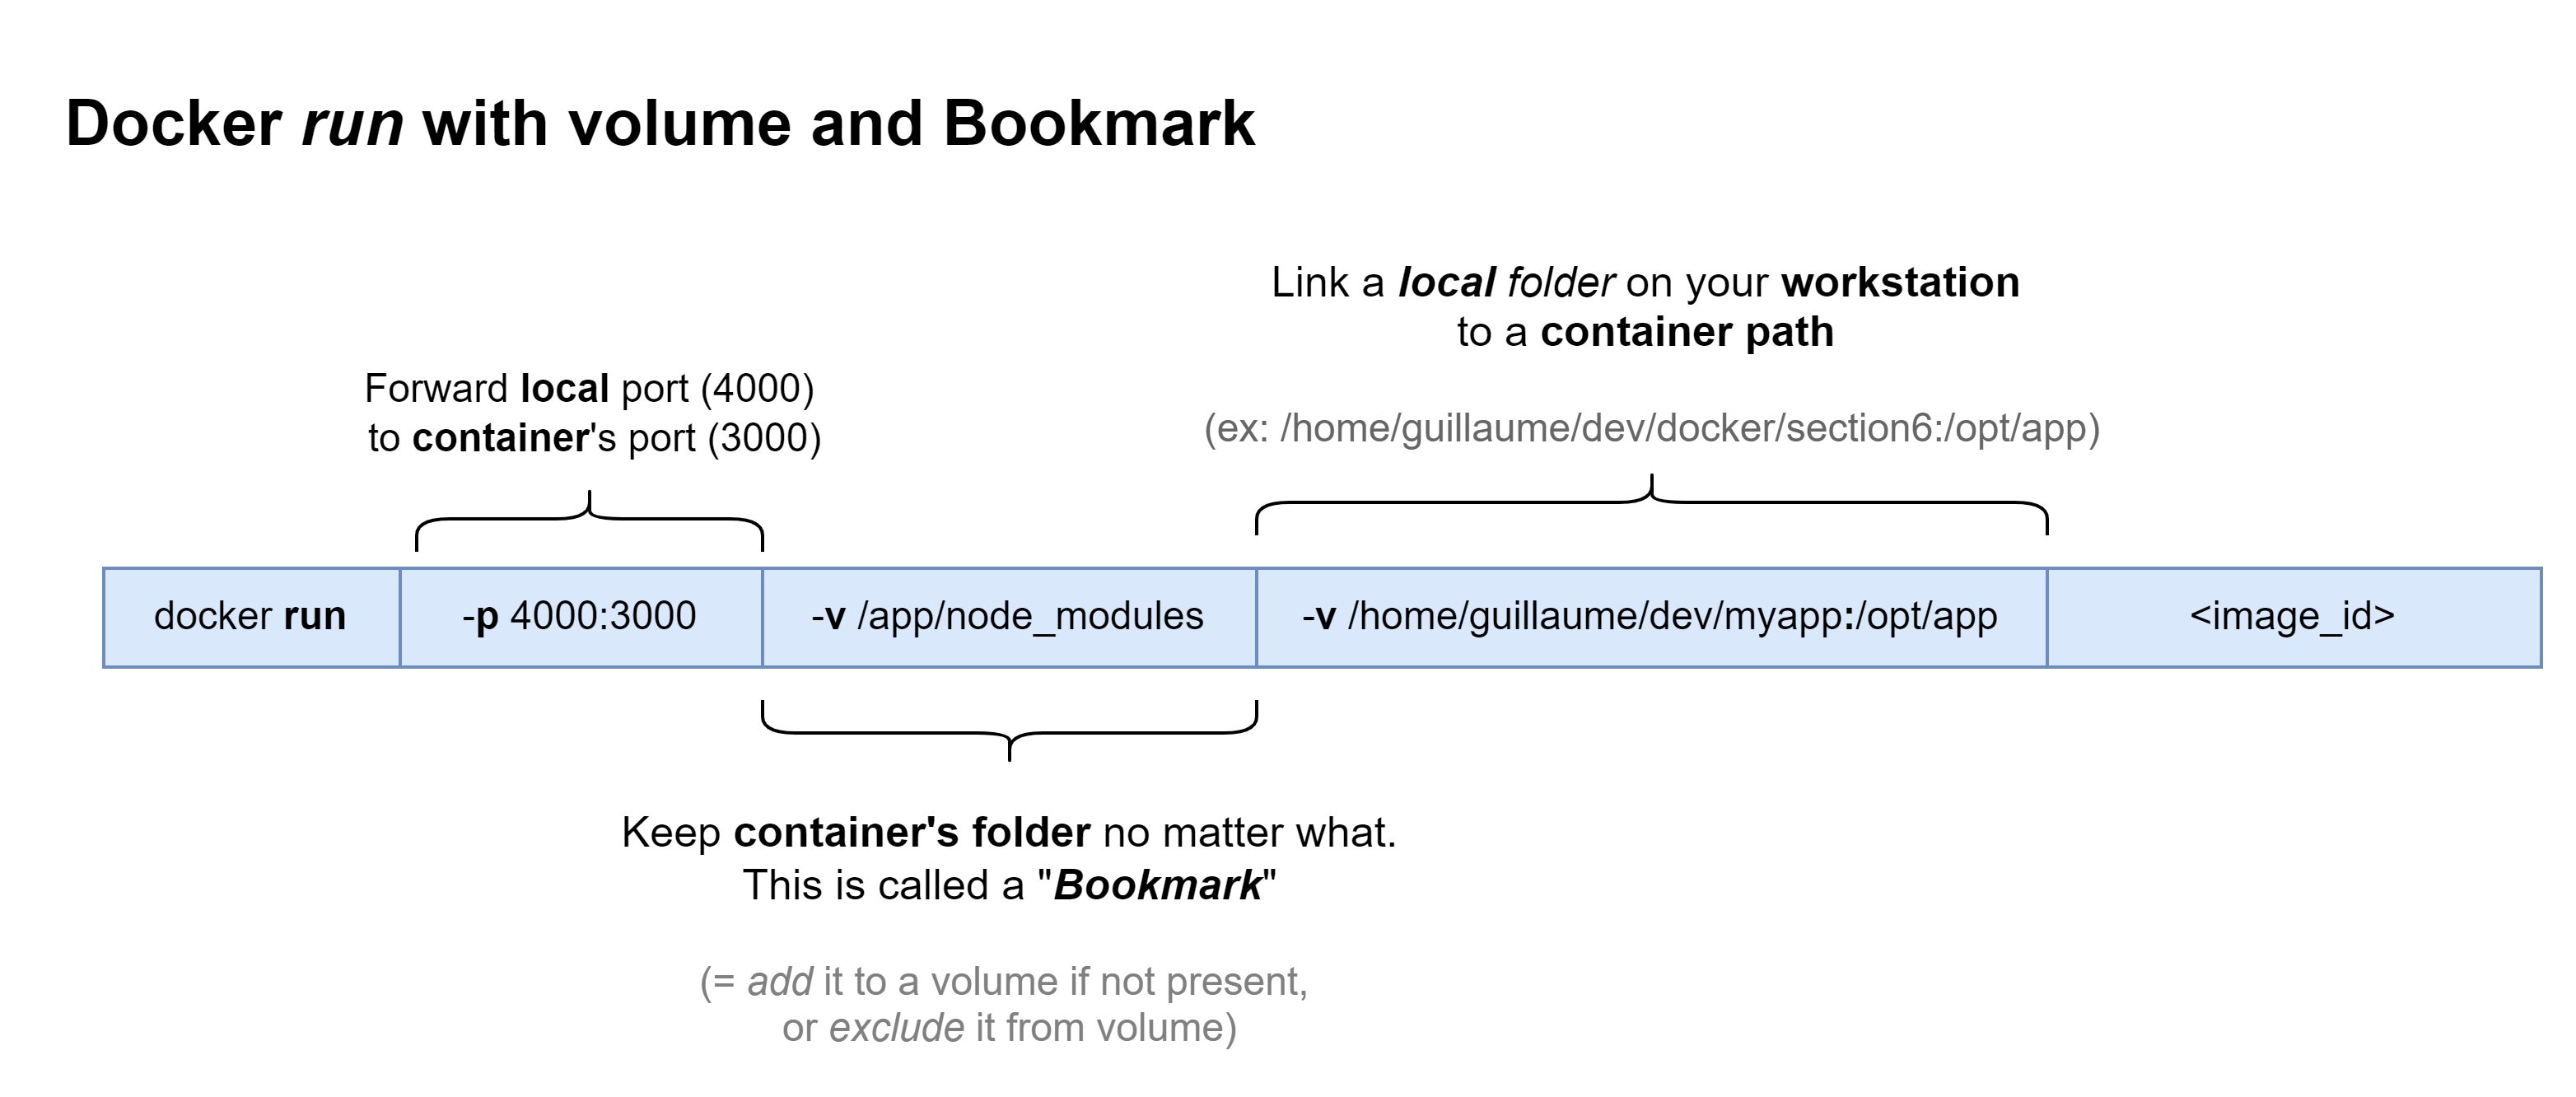 Docker run with volume and Bookmark
Link a local folder on your workstation
to a container path
(ex: /home/guillaume/dev/docker/section6:/opt/app)
Forward local port (4000)
to container's port (3000)
docker run
-p 4000:3000
-v /app/node_modules
-v /home/guillaume/dev/myapp:/opt/app
<image_id>
Keep container's folder no matter what.
This is called a "Bookmark"
(= add it to a volume if not present,
or exclude it from volume)